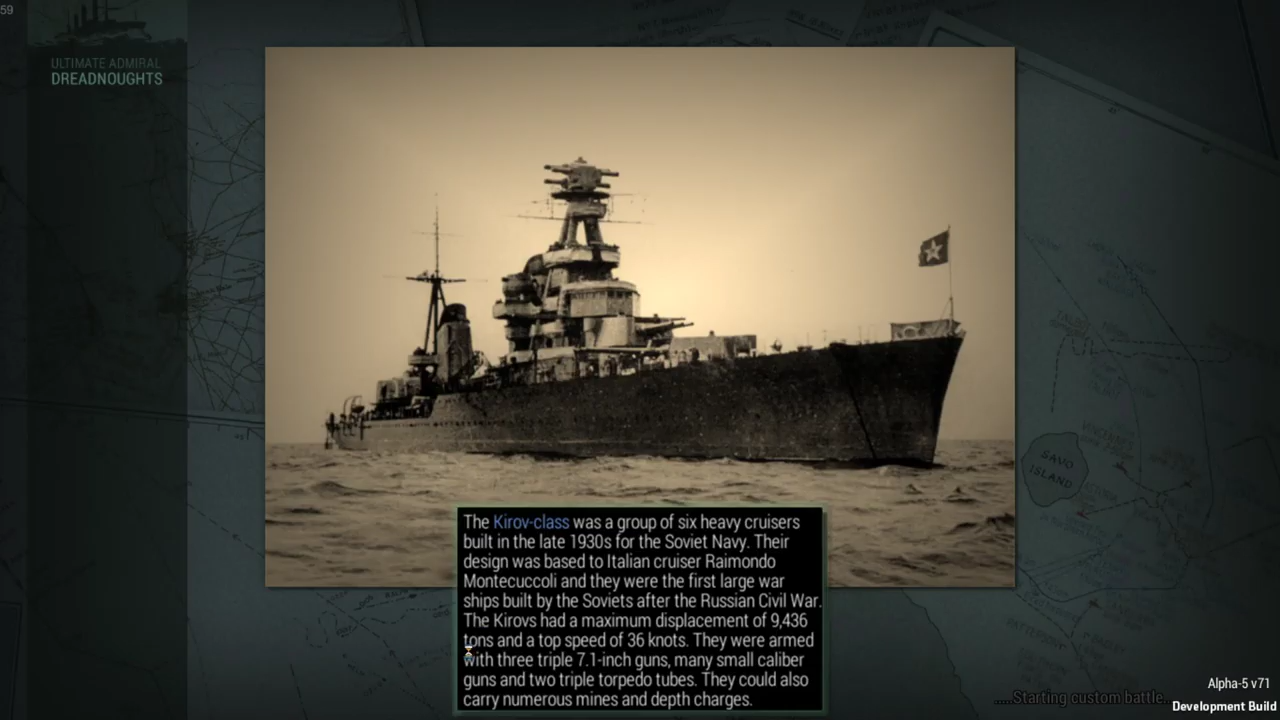 59
ULTIMATE ADMIRAL
DREADNOUGHTS
SAVO
ISLAND
The Kirov-class was a group of six heavy cruisers
built in the late 1930s for the Soviet Navy. Their
design was based to Italian cruiser Raimondo
Montecuccoli and they were the first large war
ships built by the Soviets after the Russian Civil War.
The Kirovs had a maximum displacement of 9,436
tons and a top speed of 36 knots. They were armed
with three triple 7.1-inch guns, many small caliber
guns and two triple torpedo tubes. They could also
carry numerous mines and depth charges.
Alpha-5 v71
.....Starting custom battle.....
Development Build